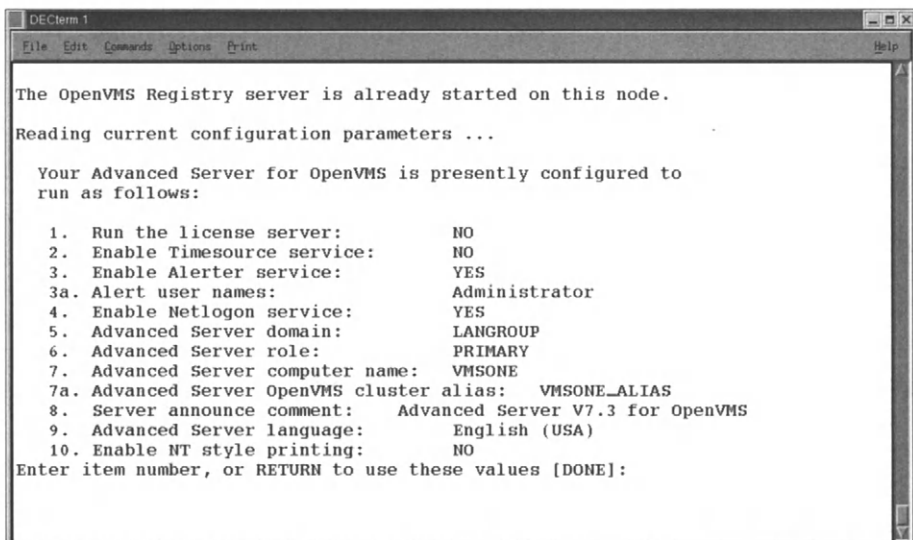 DECterm 1
File Edit Commands Options Print Help
The OpenVMS Registry server is already started on this node.
Reading current configuration parameters ...
Your Advanced Server for OpenVMS is presently configured to
run as follows:
1. Run the license server: NO
2. Enable Timesource service: NO
3. Enable Alerter service: YES
3a. Alert user names: Administrator
4. Enable Netlogon service: YES
5. Advanced Server domain: LANGROUP
6. Advanced Server role: PRIMARY
7. Advanced Server computer name: VMSONE
7a. Advanced Server OpenVMS cluster alias: VMSONE_ALIAS
8. Server announce comment: Advanced Server V7.3 for OpenVMS
9. Advanced Server language: English (USA)
10. Enable NT style printing: NO
Enter item number, or RETURN to use these values [DONE]: